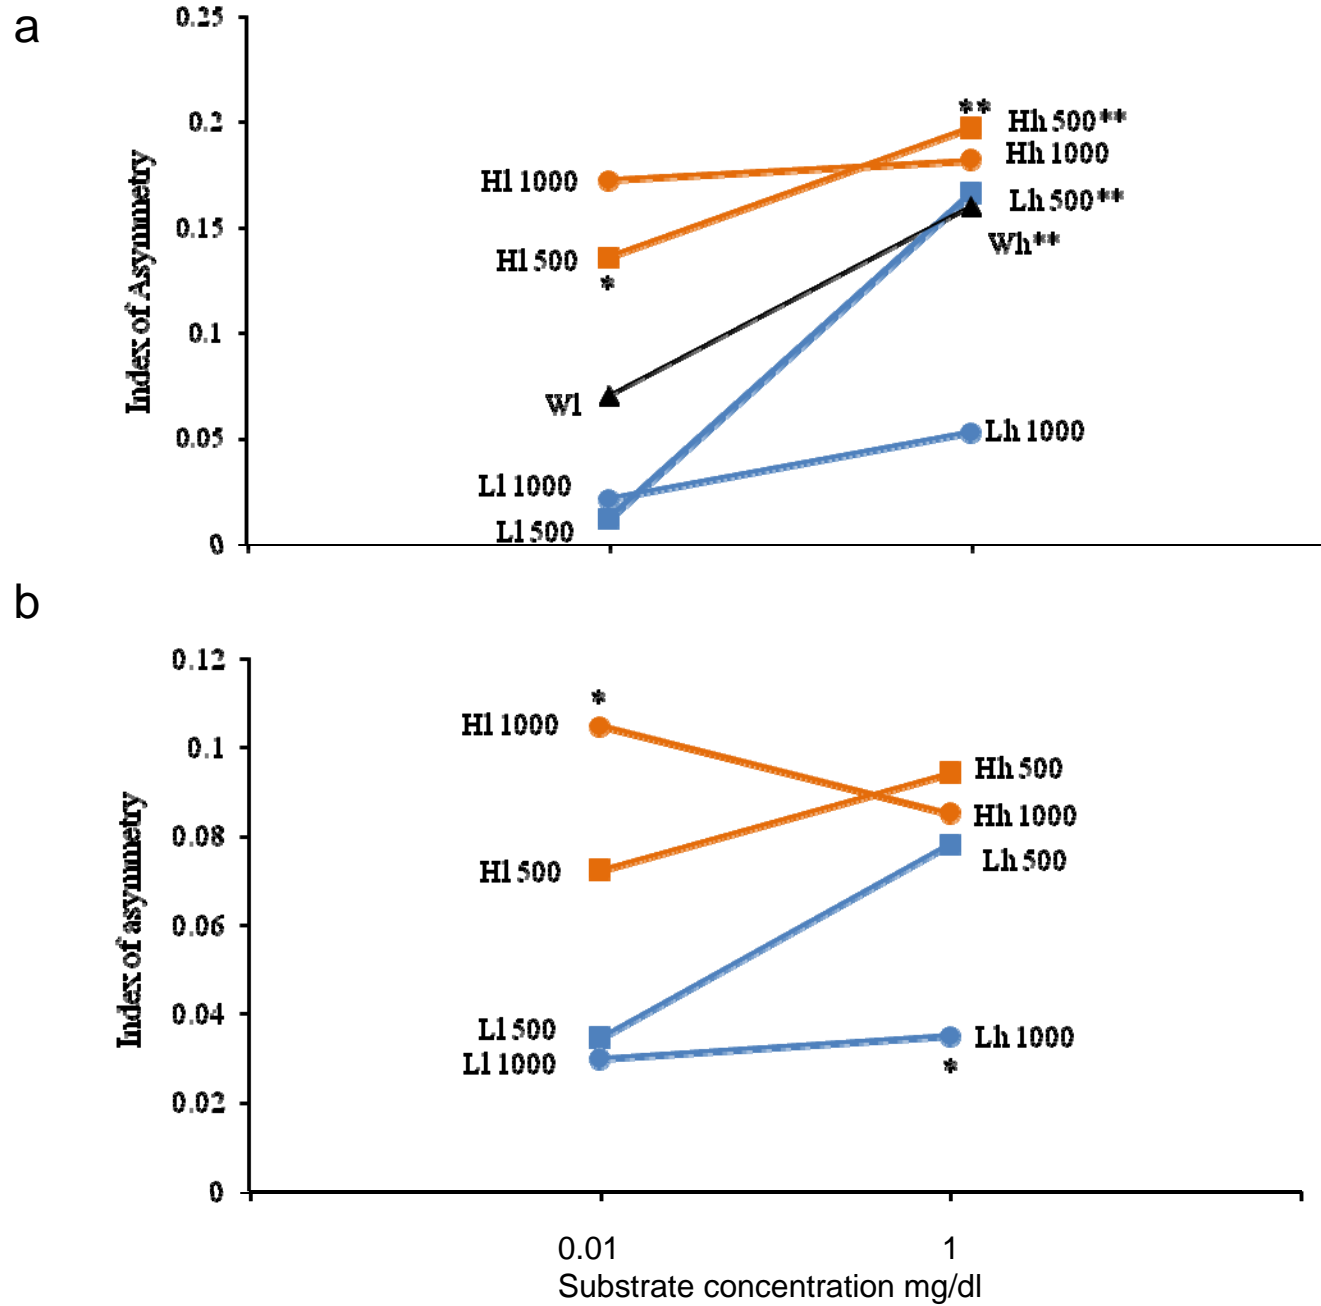 a
0.25
0.2
0.15
0.1
0.05
0
Index of Asymmetry
Hl 1000
Hl 500
*
Wl
Ll 1000
Ll 500
**
Hh 500**
Hh 1000
Lh 500**
Wh**
Lh 1000
b
0.12
0.1
0.08
0.06
0.04
0.02
0
Index of asymmetry
*
Hl 1000
Hl 500
Ll 500
Ll 1000
Hh 500
Hh 1000
Lh 500
Lh 1000
*
0.01 1
Substrate concentration mg/dl